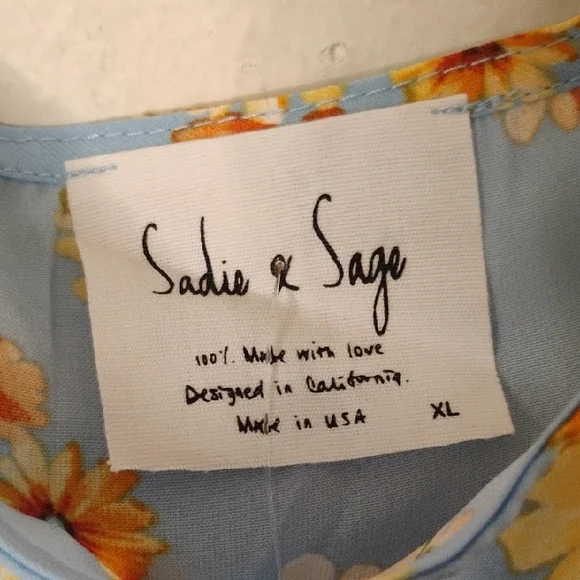 Sadie & Sage
100% Made with love
Designed in California.
Made in USA
XL